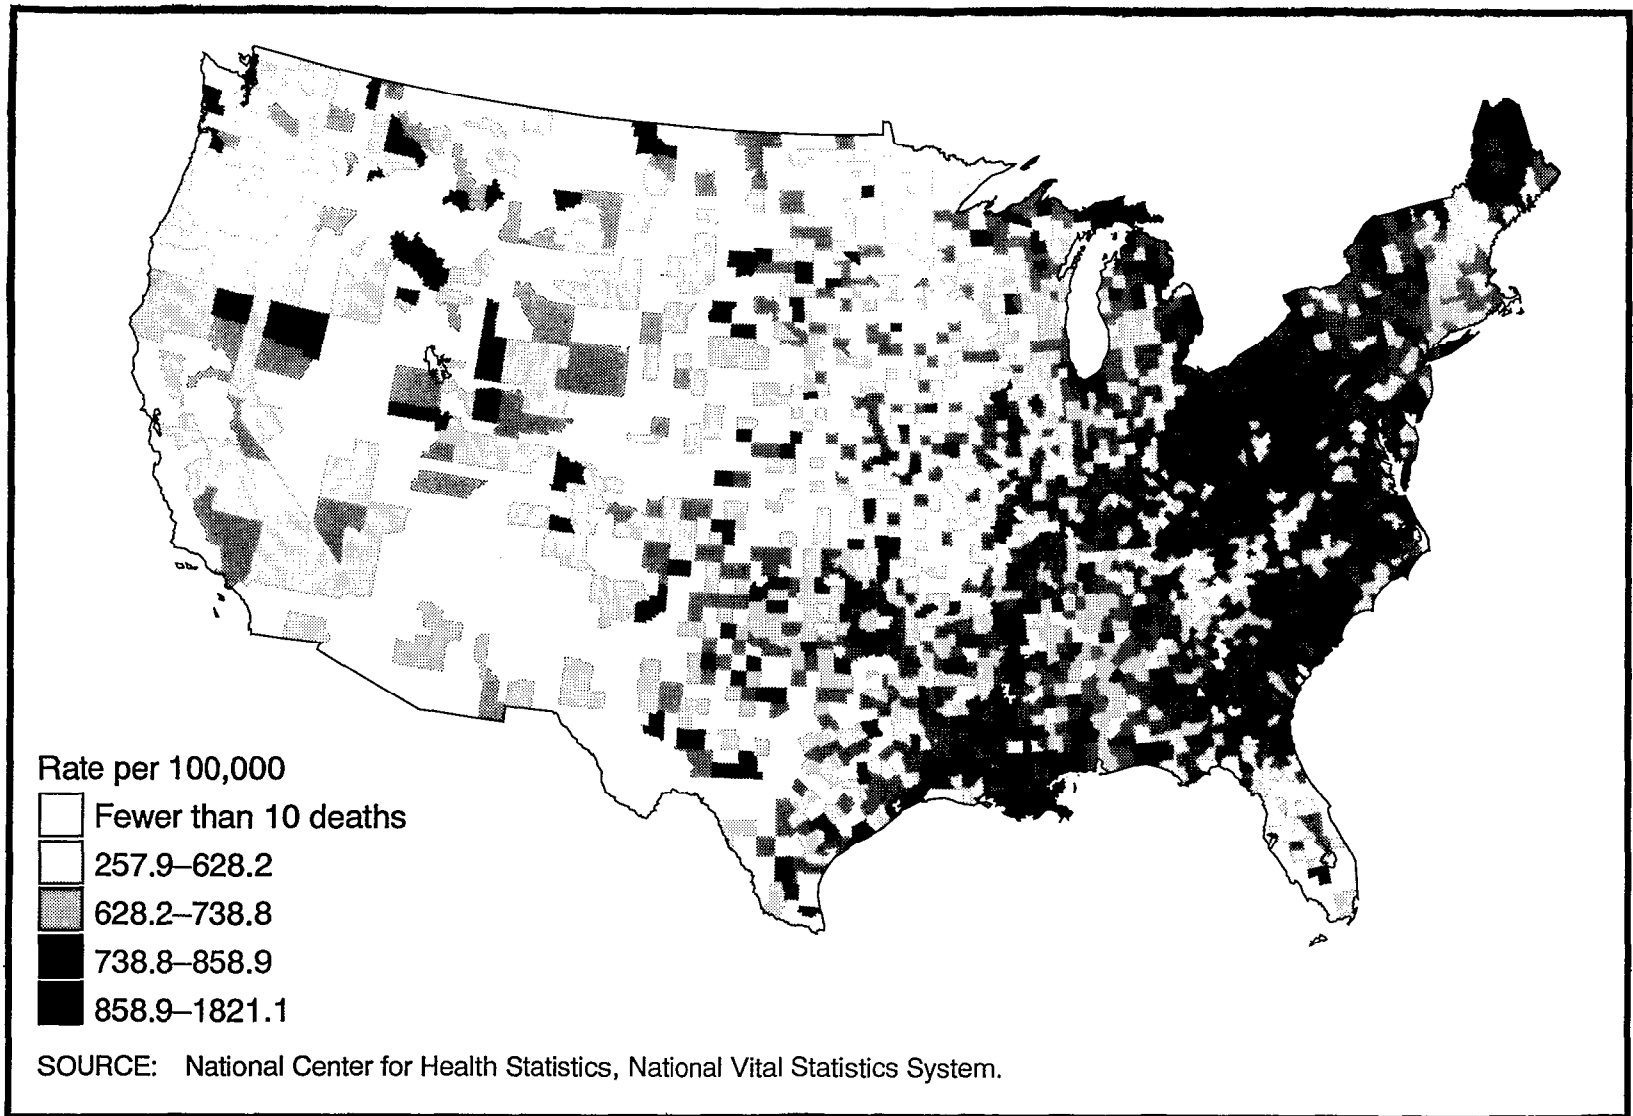 Rate per 100,000
Fewer than 10 deaths
257.9–628.2
628.2–738.8
738.8–858.9
858.9–1821.1
SOURCE: National Center for Health Statistics, National Vital Statistics System.